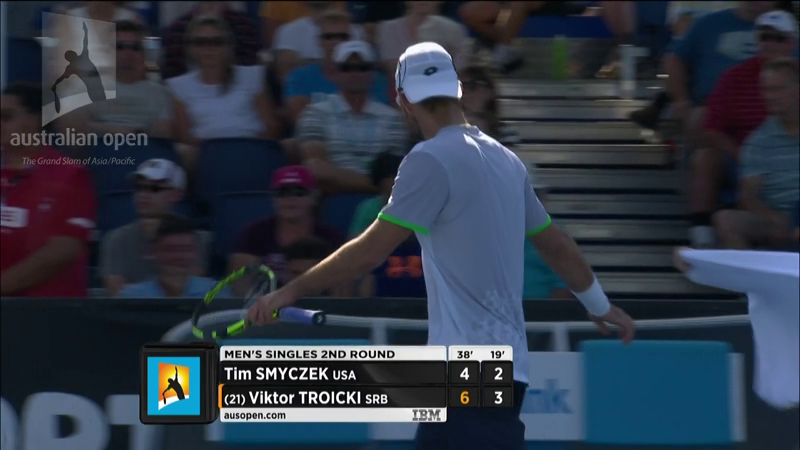 australian open
The Grand Slam of Asia/Pacific
MEN'S SINGLES 2ND ROUND 38' 19'
Tim SMYCZEK USA 4 2
(21) Viktor TROICKI SRB 6 3
ausopen.com IBM